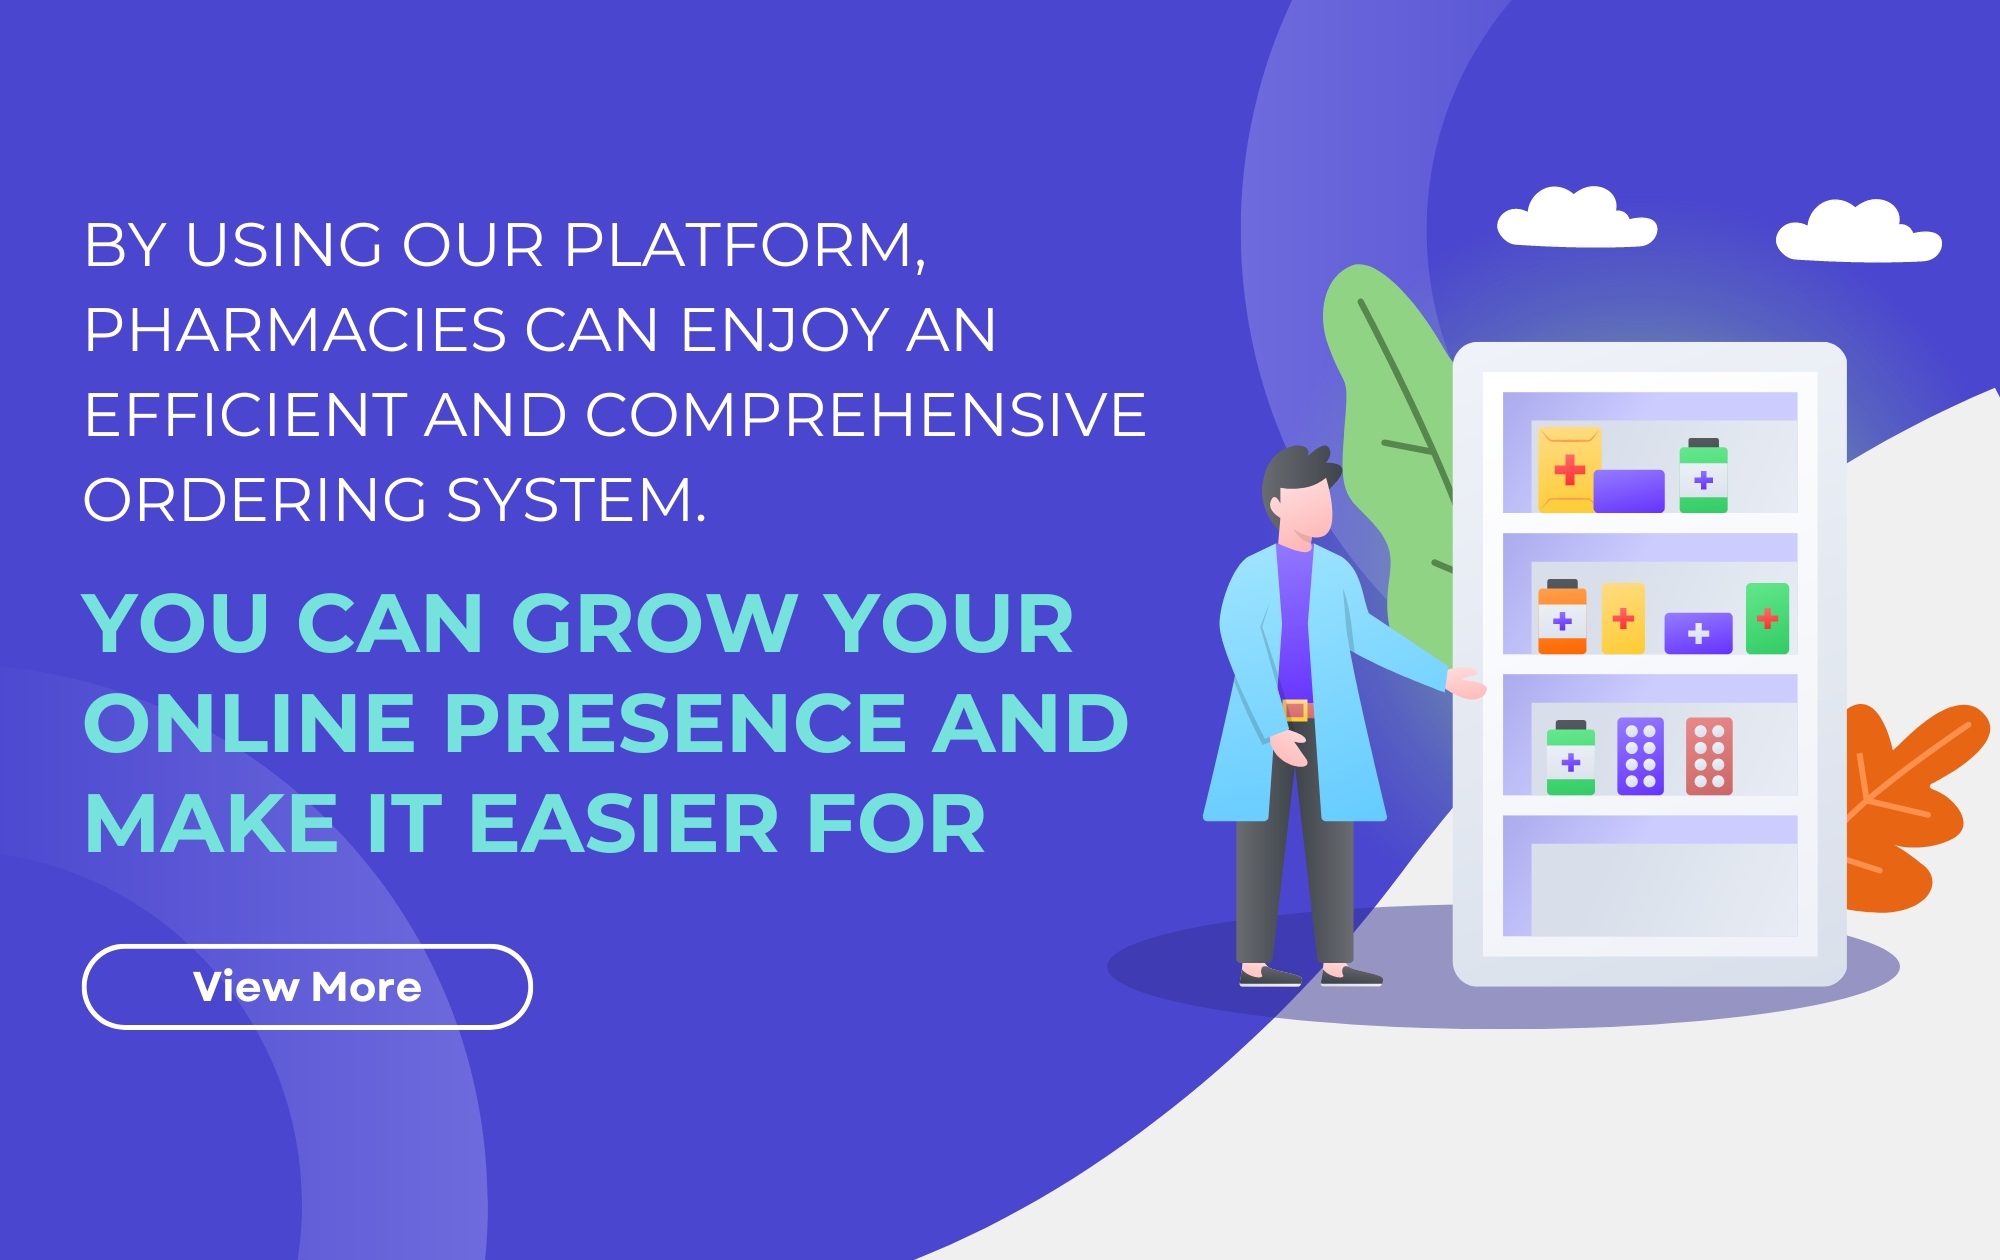 BY USING OUR PLATFORM,
PHARMACIES CAN ENJOY AN
EFFICIENT AND COMPREHENSIVE
ORDERING SYSTEM.
YOU CAN GROW YOUR
ONLINE PRESENCE AND
MAKE IT EASIER FOR
View More